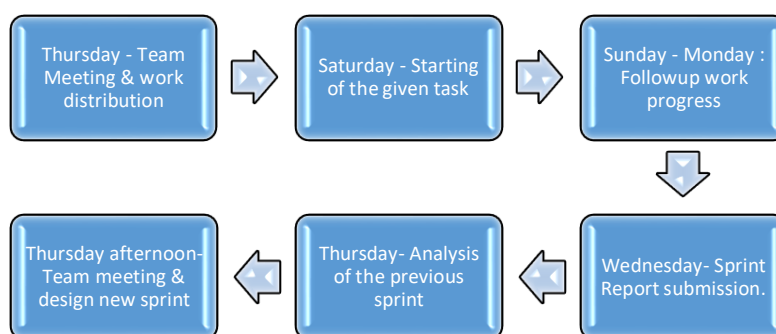 Thursday - Team
Meeting & work
distribution
Saturday - Starting
of the given task
Sunday - Monday :
Followup work
progress
Wednesday- Sprint
Report submission.
Thursday- Analysis
of the previous
sprint
Thursday afternoon-
Team meeting &
design new sprint